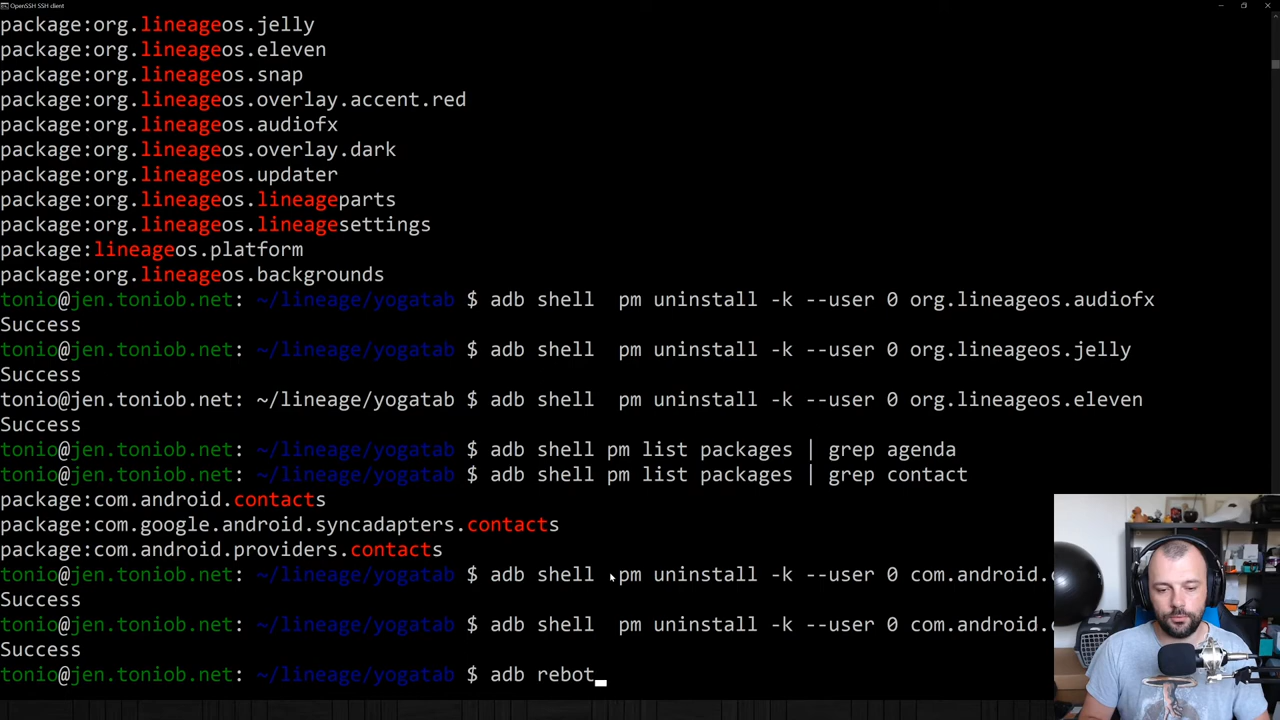 OpenSSH SSH client
package:org.lineageos.jelly
package:org.lineageos.eleven
package:org.lineageos.snap
package:org.lineageos.overlay.accent.red
package:org.lineageos.audiofx
package:org.lineageos.overlay.dark
package:org.lineageos.updater
package:org.lineageos.lineageparts
package:org.lineageos.lineagesettings
package:lineageos.platform
package:org.lineageos.backgrounds
tonio@jen.toniob.net: ~/lineage/yogatab $ adb shell  pm uninstall -k --user 0 org.lineageos.audiofx
Success
tonio@jen.toniob.net: ~/lineage/yogatab $ adb shell  pm uninstall -k --user 0 org.lineageos.jelly
Success
tonio@jen.toniob.net: ~/lineage/yogatab $ adb shell  pm uninstall -k --user 0 org.lineageos.eleven
Success
tonio@jen.toniob.net: ~/lineage/yogatab $ adb shell pm list packages | grep agenda
tonio@jen.toniob.net: ~/lineage/yogatab $ adb shell pm list packages | grep contact
package:com.android.contacts
package:com.google.android.syncadapters.contacts
package:com.android.providers.contacts
tonio@jen.toniob.net: ~/lineage/yogatab $ adb shell  pm uninstall -k --user 0 com.android.
Success
tonio@jen.toniob.net: ~/lineage/yogatab $ adb shell  pm uninstall -k --user 0 com.android.
Success
tonio@jen.toniob.net: ~/lineage/yogatab $ adb rebot